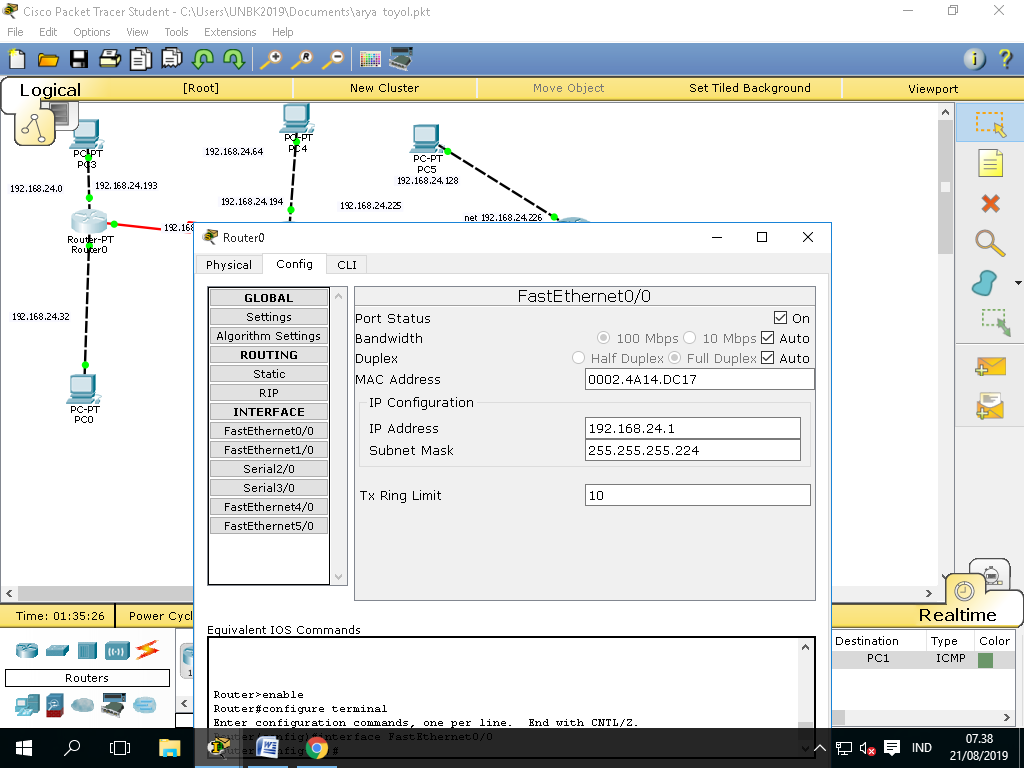 Cisco Packet Tracer Student - C:\Users\UNBK2019\Documents\arya toyol.pkt
File Edit Options View Tools Extensions Help
Logical [Root] New Cluster Move Object Set Tiled Background Viewport
PC-PT
PC3
PC-PT
PC4
192.168.24.64
PC-PT
PC5
192.168.24.128
192.168.24.0
192.168.24.193
192.168.24.194
192.168.24.225
net 192.168.24.226
Router-PT
Router0
192.168
192.168.24.32
PC-PT
PC0
Router0
Physical Config CLI
GLOBAL
Settings
Algorithm Settings
ROUTING
Static
RIP
INTERFACE
FastEthernet0/0
FastEthernet1/0
Serial2/0
Serial3/0
FastEthernet4/0
FastEthernet5/0
FastEthernet0/0
Port Status On
Bandwidth 100 Mbps 10 Mbps Auto
Duplex Half Duplex Full Duplex Auto
MAC Address 0002.4A14.DC17
IP Configuration
IP Address 192.168.24.1
Subnet Mask 255.255.255.224
Tx Ring Limit 10
Equivalent IOS Commands
Router>enable
Router#configure terminal
Enter configuration commands, one per line. End with CNTL/Z.
Router(config)#interface FastEthernet0/0
Time: 01:35:26 Power Cycl
Realtime
Routers
Destination Type Color
PC1 ICMP
IND
07.38
21/08/2019